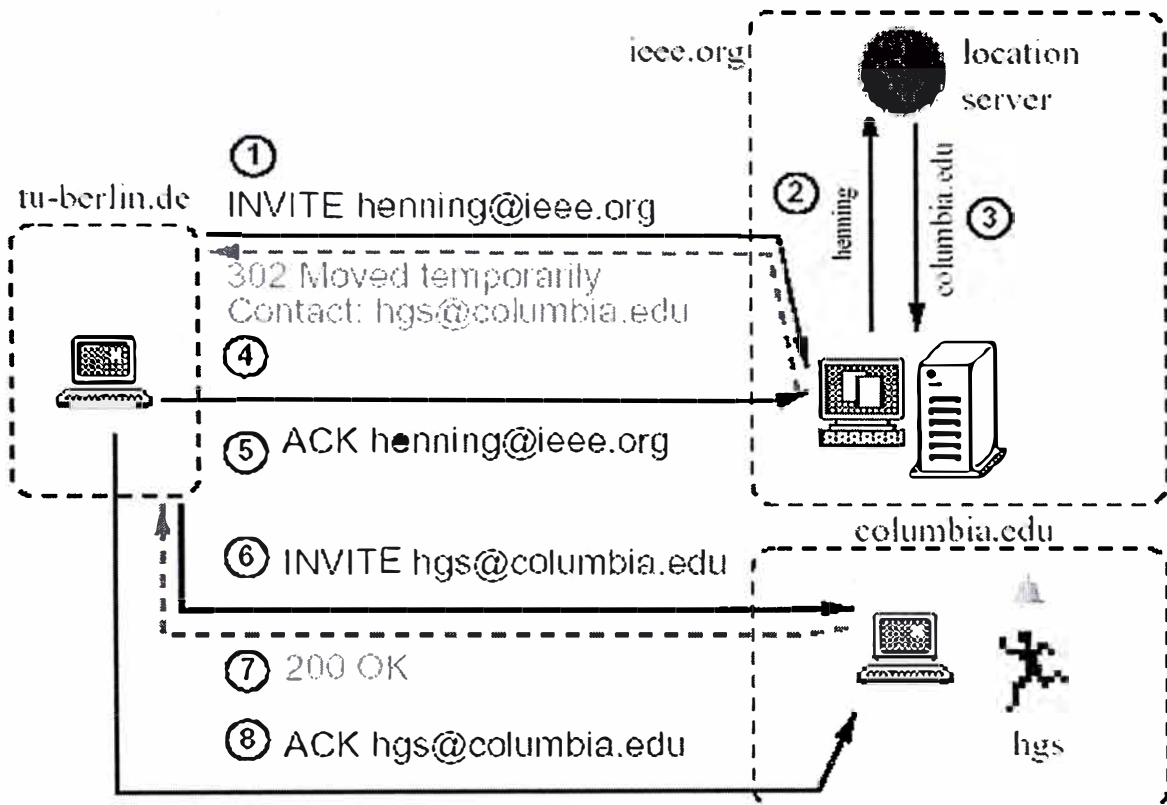 ieee.org
location
server
1
tu-berlin.de
INVITE henning@ieee.org
2
henning
columbia.edu
3
302 Moved temporarily
Contact: hgs@columbia.edu
4
5 ACK henning@ieee.org
columbia.edu
6 INVITE hgs@columbia.edu
7 200 OK
8 ACK hgs@columbia.edu
hgs